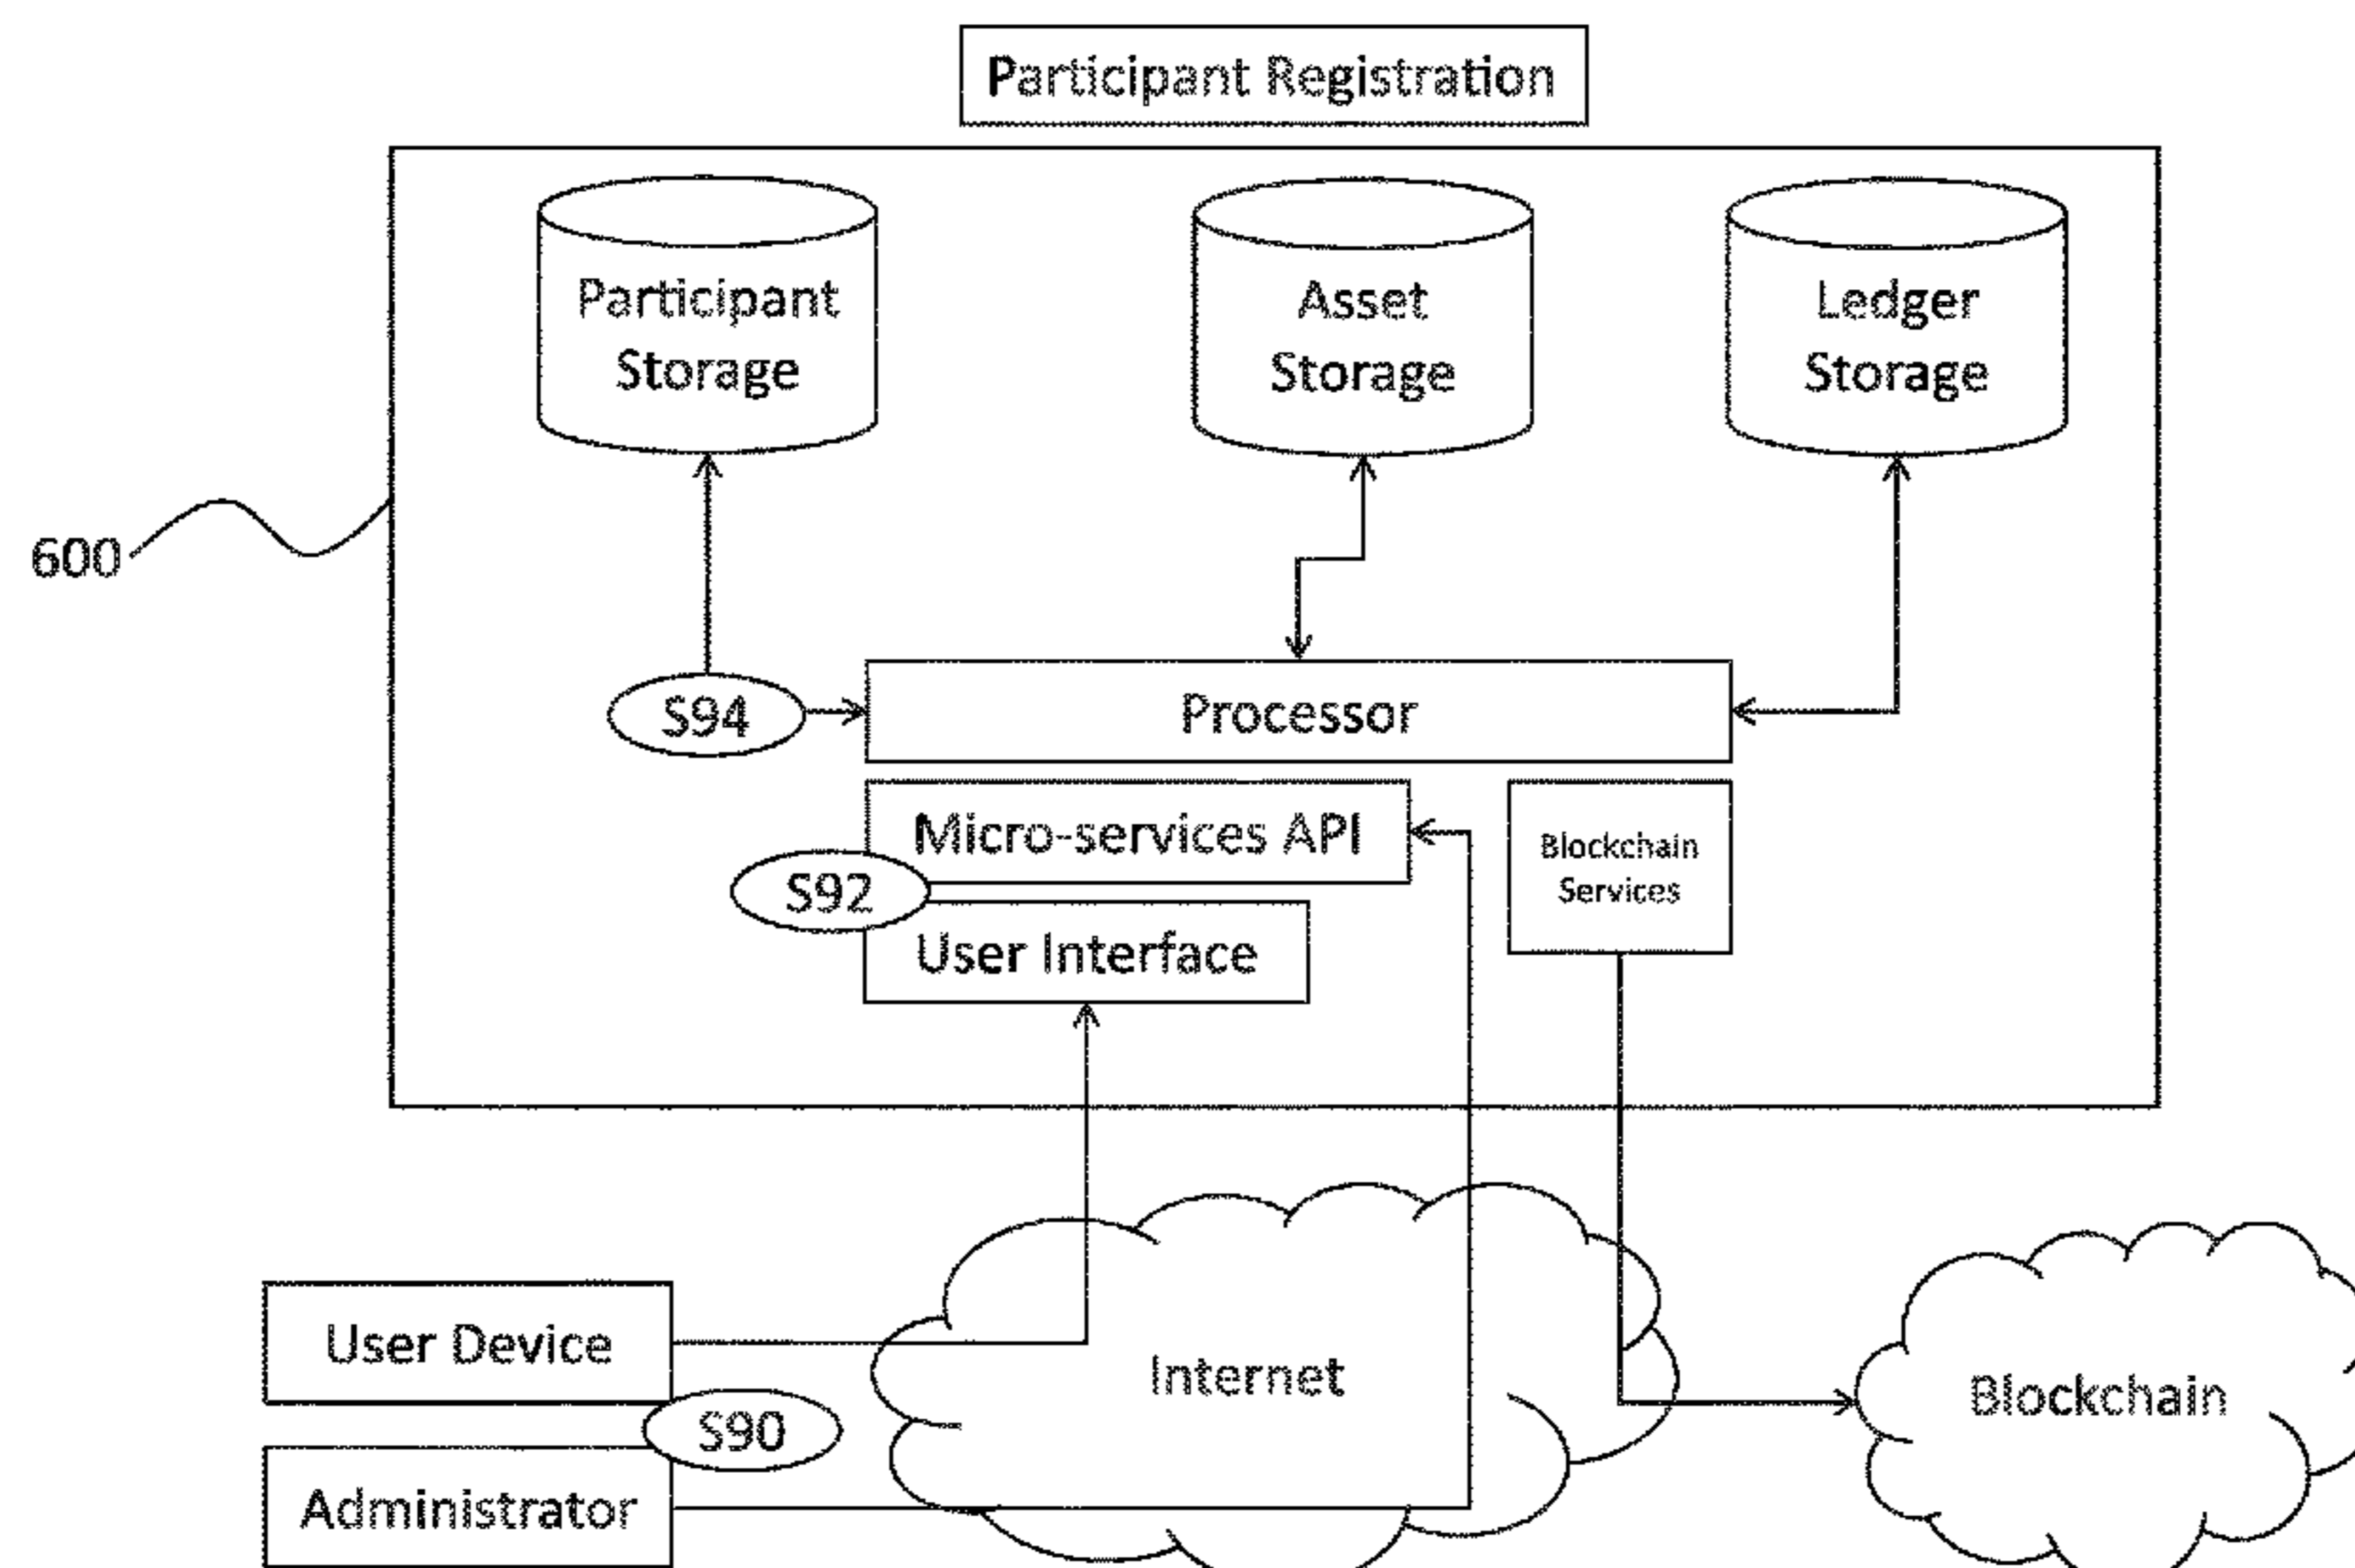 Participant Registration
Participant
Storage
Asset
Storage
Ledger
Storage
600
S94
Processor
Micro-services API
Blockchain
Services
S92
User Interface
User Device
Internet
Blockchain
S90
Administrator